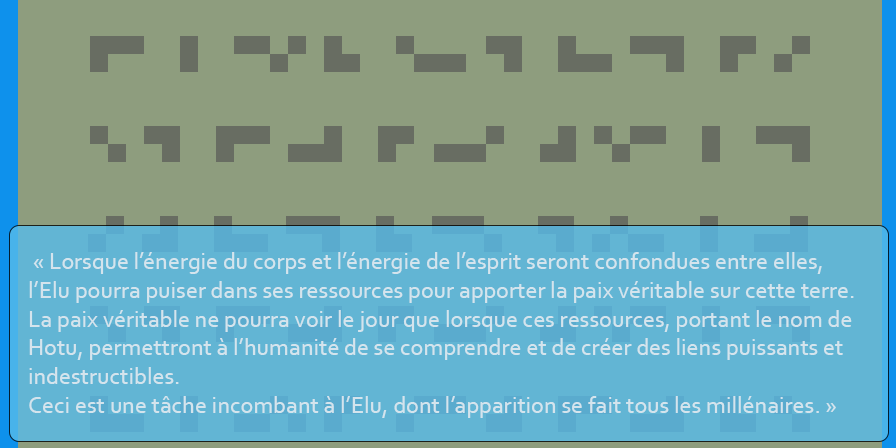 « Lorsque l’énergie du corps et l’énergie de l’esprit seront confondues entre elles,
l’Elu pourra puiser dans ses ressources pour apporter la paix véritable sur cette terre.
La paix véritable ne pourra voir le jour que lorsque ces ressources, portant le nom de
Hotu, permettront à l’humanité de se comprendre et de créer des liens puissants et
indestructibles.
Ceci est une tâche incombant à l’Elu, dont l’apparition se fait tous les millénaires. »